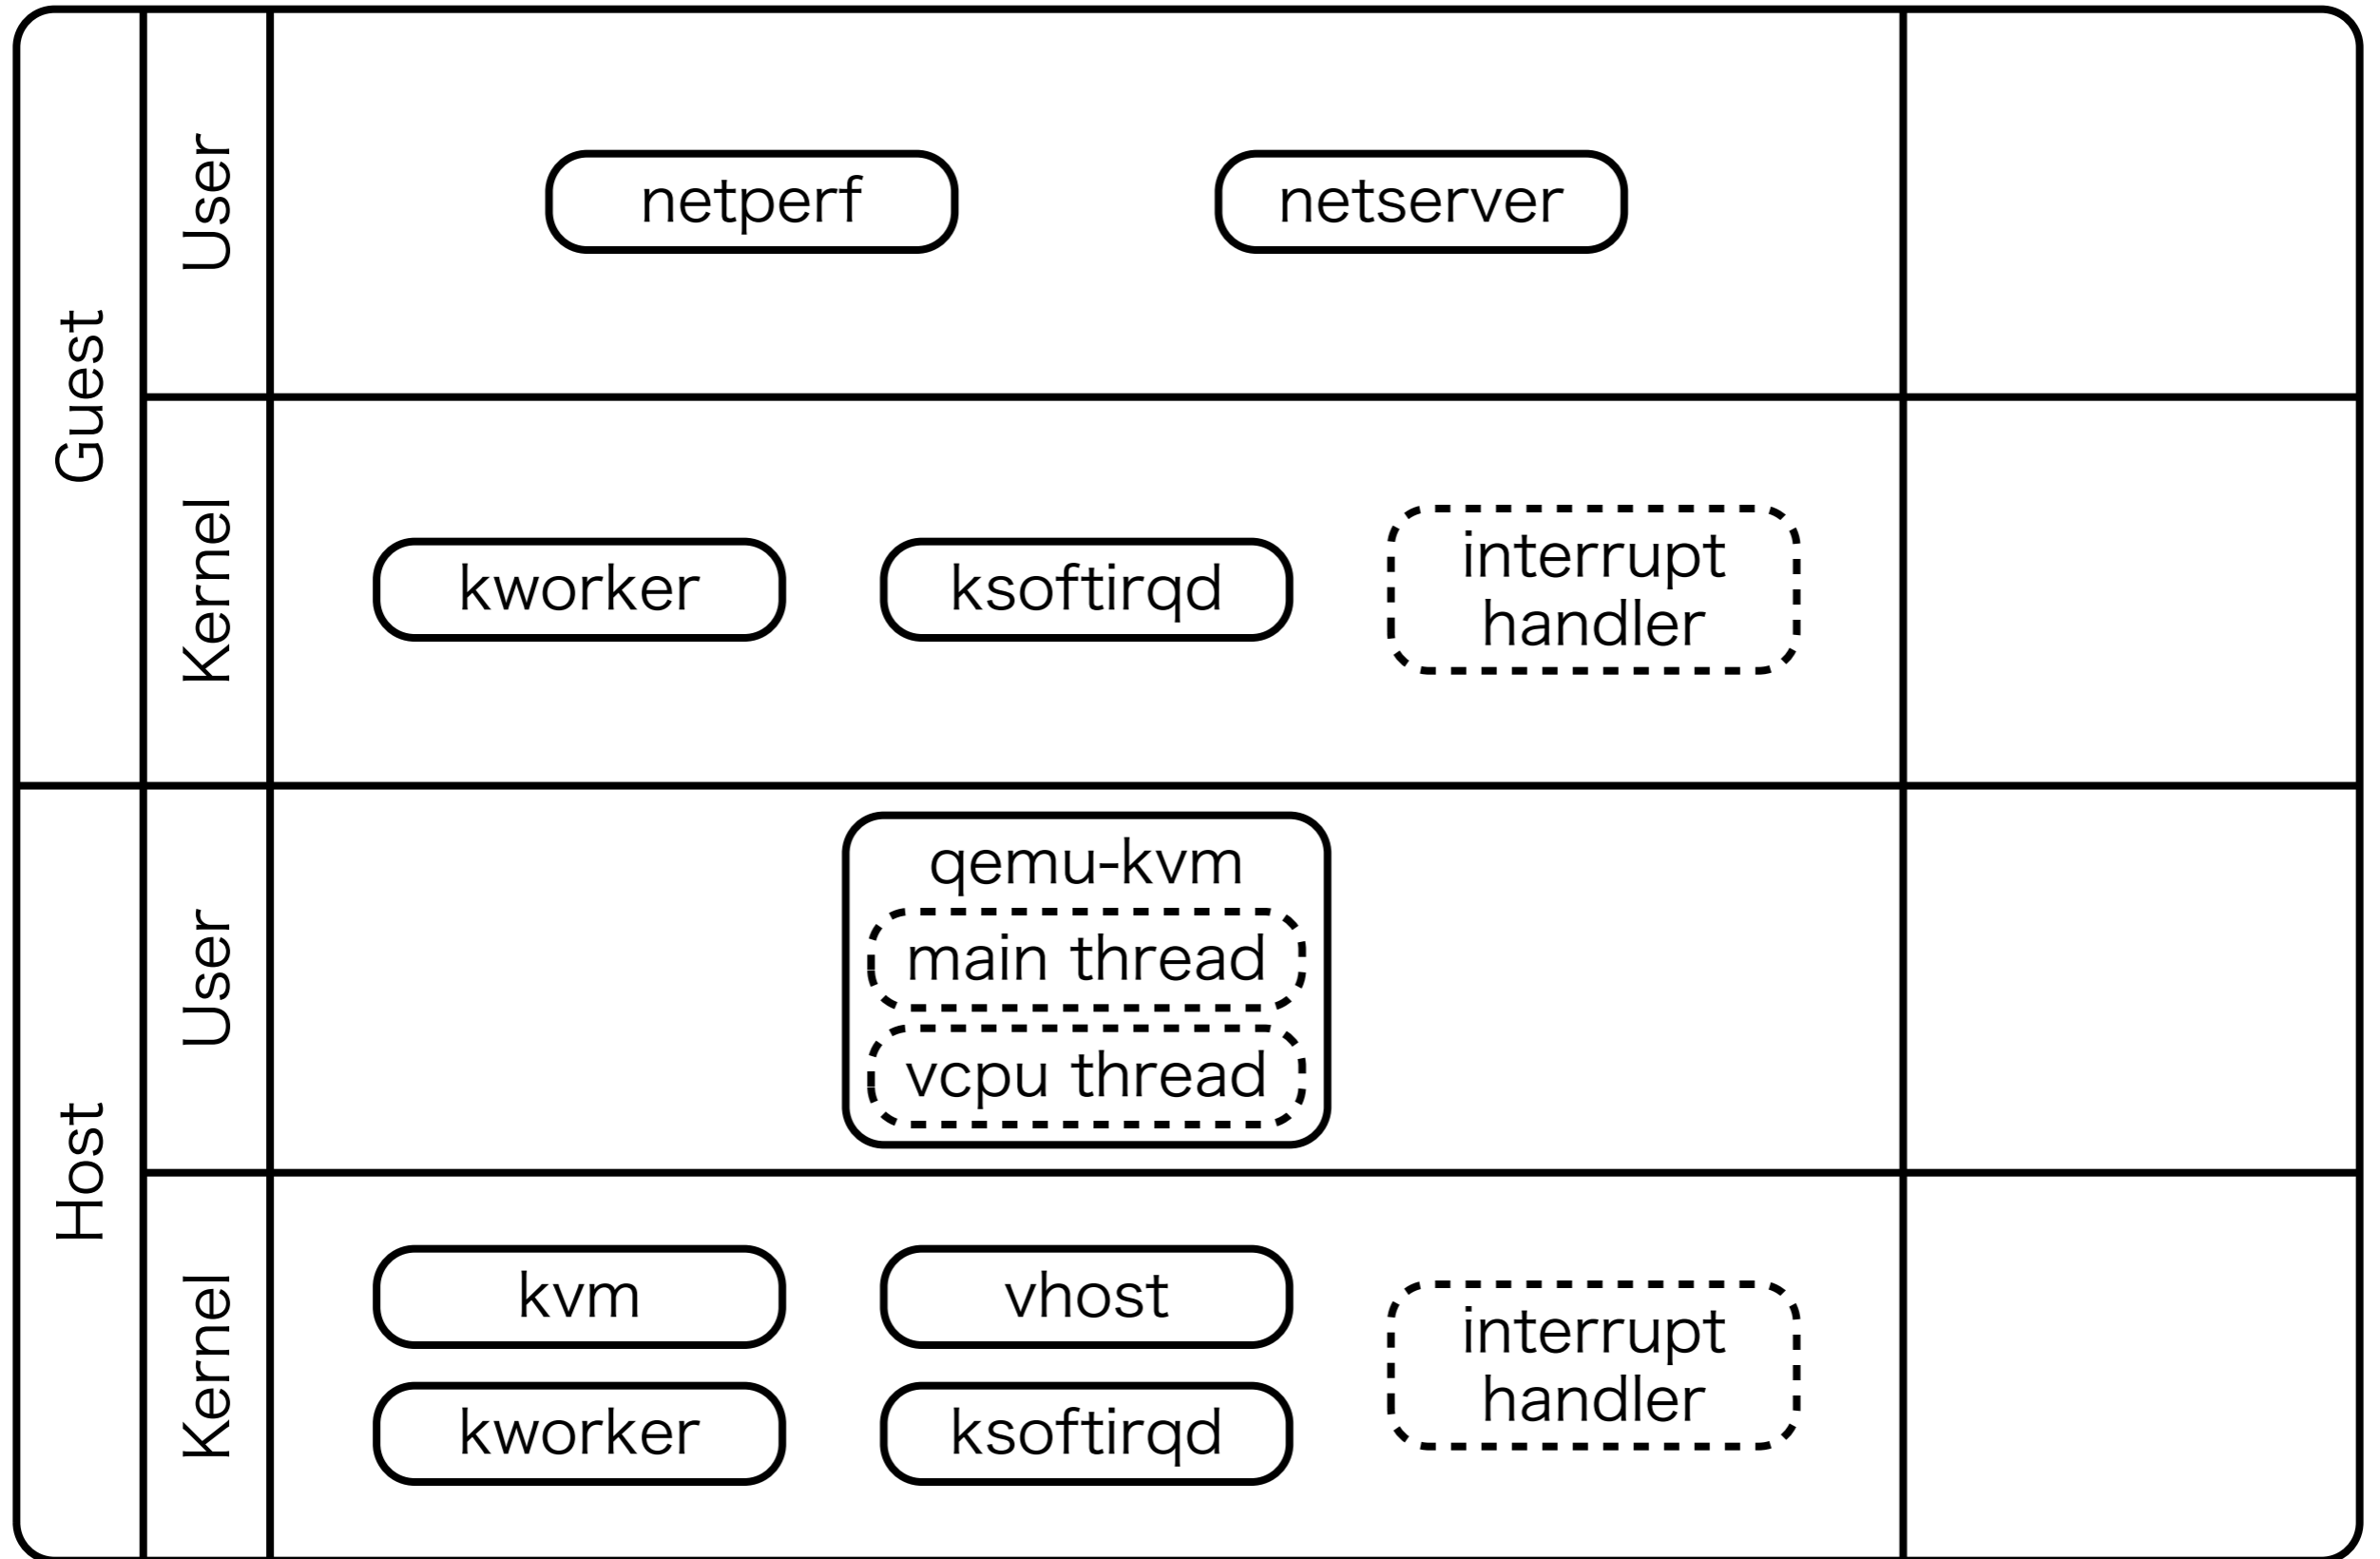 Guest
User
netperf
netserver
Kernel
kworker
ksoftirqd
interrupt
handler
Host
User
qemu-kvm
main thread
vcpu thread
Kernel
kvm
vhost
kworker
ksoftirqd
interrupt
handler